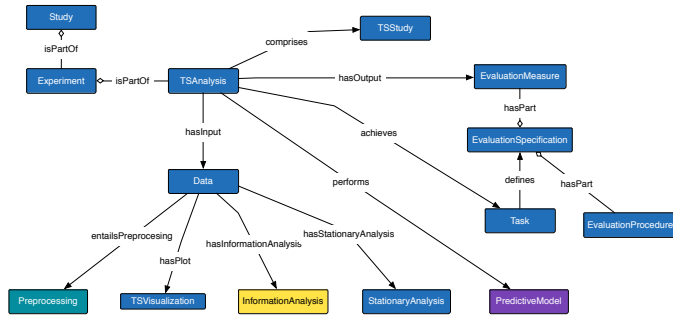 Study
TSStudy
isPartOf
comprises
Experiment
isPartOf
TSAnalysis
hasOutput
EvaluationMeasure
hasPart
hasInput
achieves
EvaluationSpecification
Data
performs
defines
hasPart
Task
EvaluationProcedure
entailsPreprocesing
hasStationaryAnalysis
hasInformationAnalysis
hasPlot
Preprocessing
TSVisualization
InformationAnalysis
StationaryAnalysis
PredictiveModel